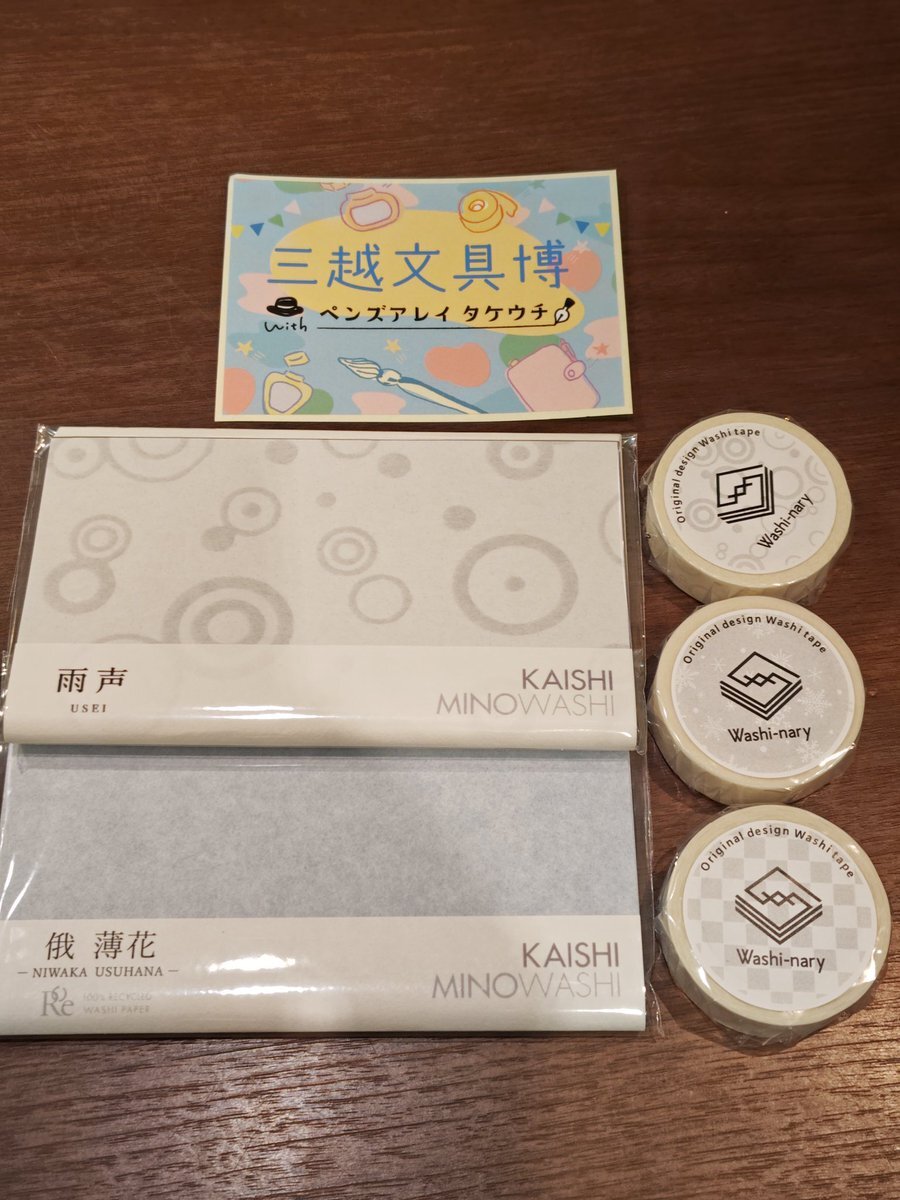 三越文具博
with ペンズアレイ タケウチ
雨声
USEI
KAISHI
MINOWASHI
俄 薄花
— NIWAKA USUHANA —
Re 100% RECYCLED
WASHI PAPER
KAISHI
MINOWASHI
Original design Washi tape
Washi-nary
Original design Washi tape
Washi-nary
Original design Washi tape
Washi-nary